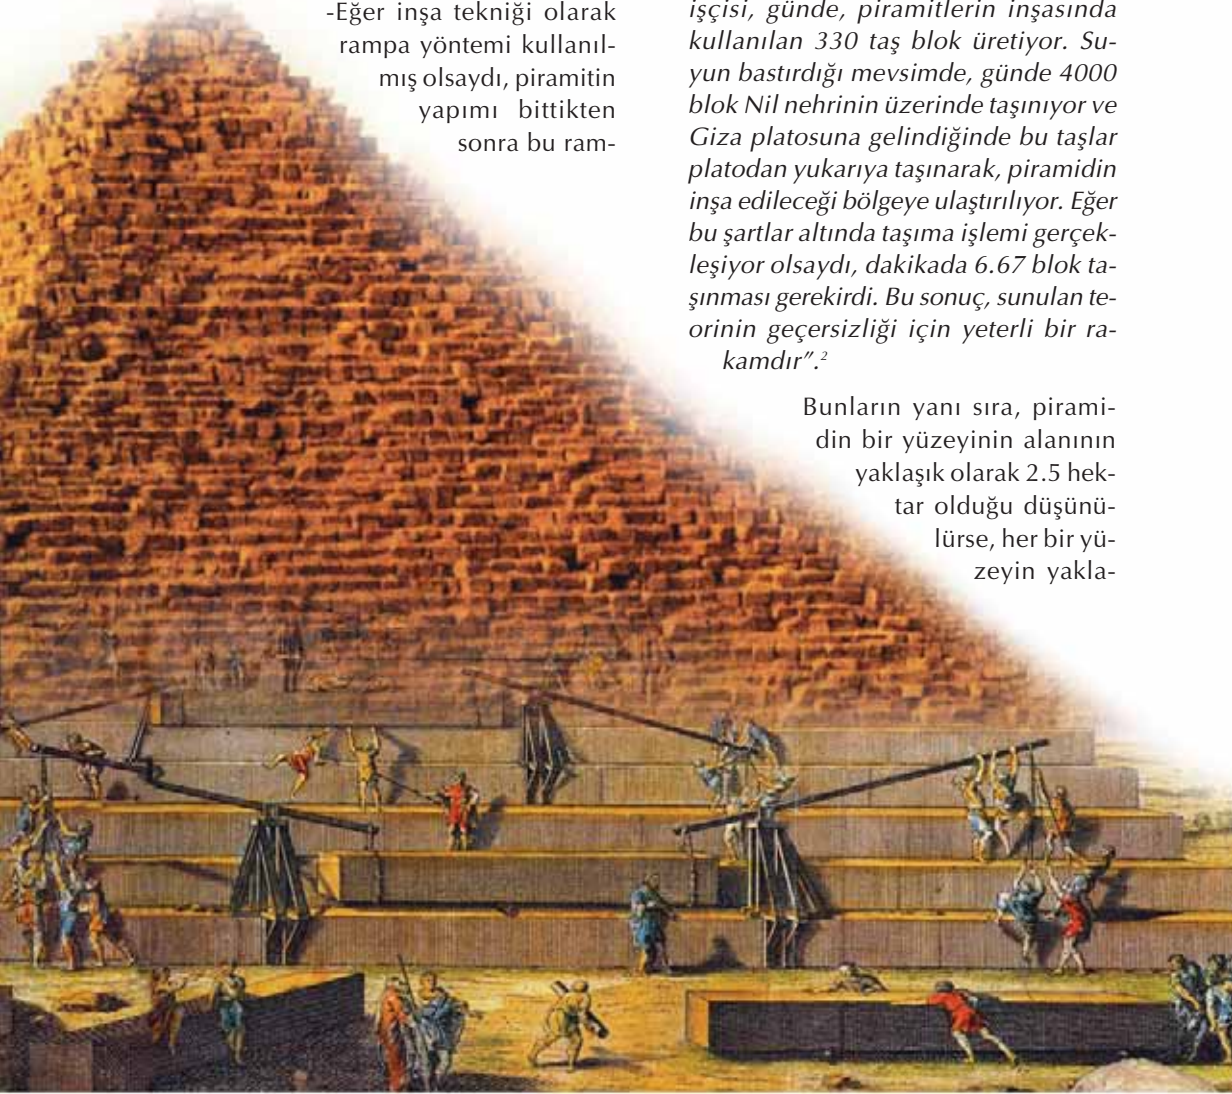 -Eğer inşa tekniği olarak
rampa yöntemi kullanıl-
mış olsaydı, piramitin
yapımı bittikten
sonra bu ram-
işçisi, günde, piramitlerin inşasında
kullanılan 330 taş blok üretiyor. Su-
yun bastırdığı mevsimde, günde 4000
blok Nil nehrinin üzerinde taşınıyor ve
Giza platosuna gelindiğinde bu taşlar
platodan yukarıya taşınarak, piramidin
inşa edileceği bölgeye ulaştırılıyor. Eğer
bu şartlar altında taşıma işlemi gerçek-
leşiyor olsaydı, dakikada 6.67 blok ta-
şınması gerekirdi. Bu sonuç, sunulan te-
orinin geçersizliği için yeterli bir ra-
kamdır”.2
Bunların yanı sıra, pirami-
din bir yüzeyinin alanının
yaklaşık olarak 2.5 hek-
tar olduğu düşünü-
lürse, her bir yü-
zeyin yakla-